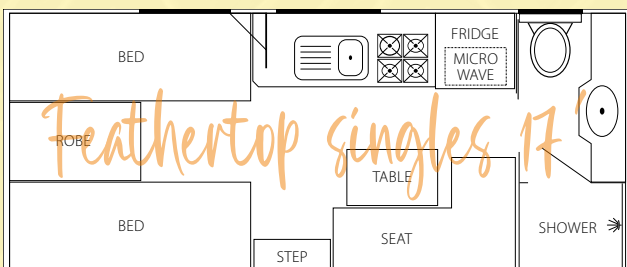 BED
FRIDGE
MICRO
WAVE
ROBE
Feathertop singles 17'
TABLE
BED
SEAT
SHOWER
STEP